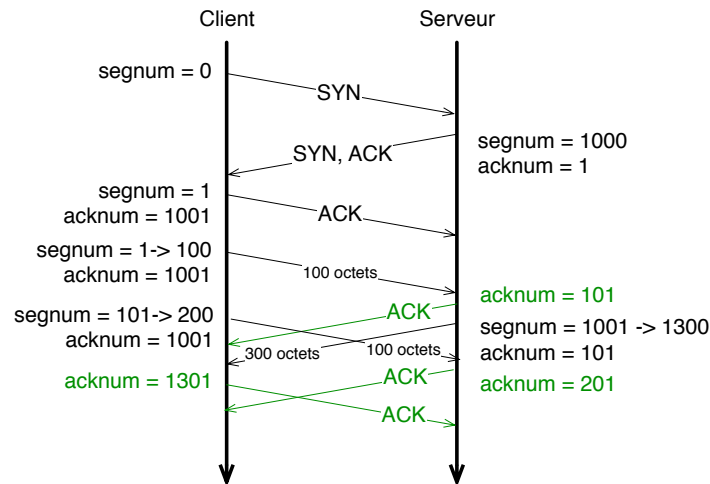 Client
Serveur
segnum = 0
SYN
segnum = 1000
acknum = 1
SYN, ACK
segnum = 1
acknum = 1001
ACK
segnum = 1-> 100
acknum = 1001
100 octets
acknum = 101
ACK
segnum = 101-> 200
acknum = 1001
segnum = 1001 -> 1300
acknum = 101
300 octets
100 octets
acknum = 1301
ACK
acknum = 201
ACK